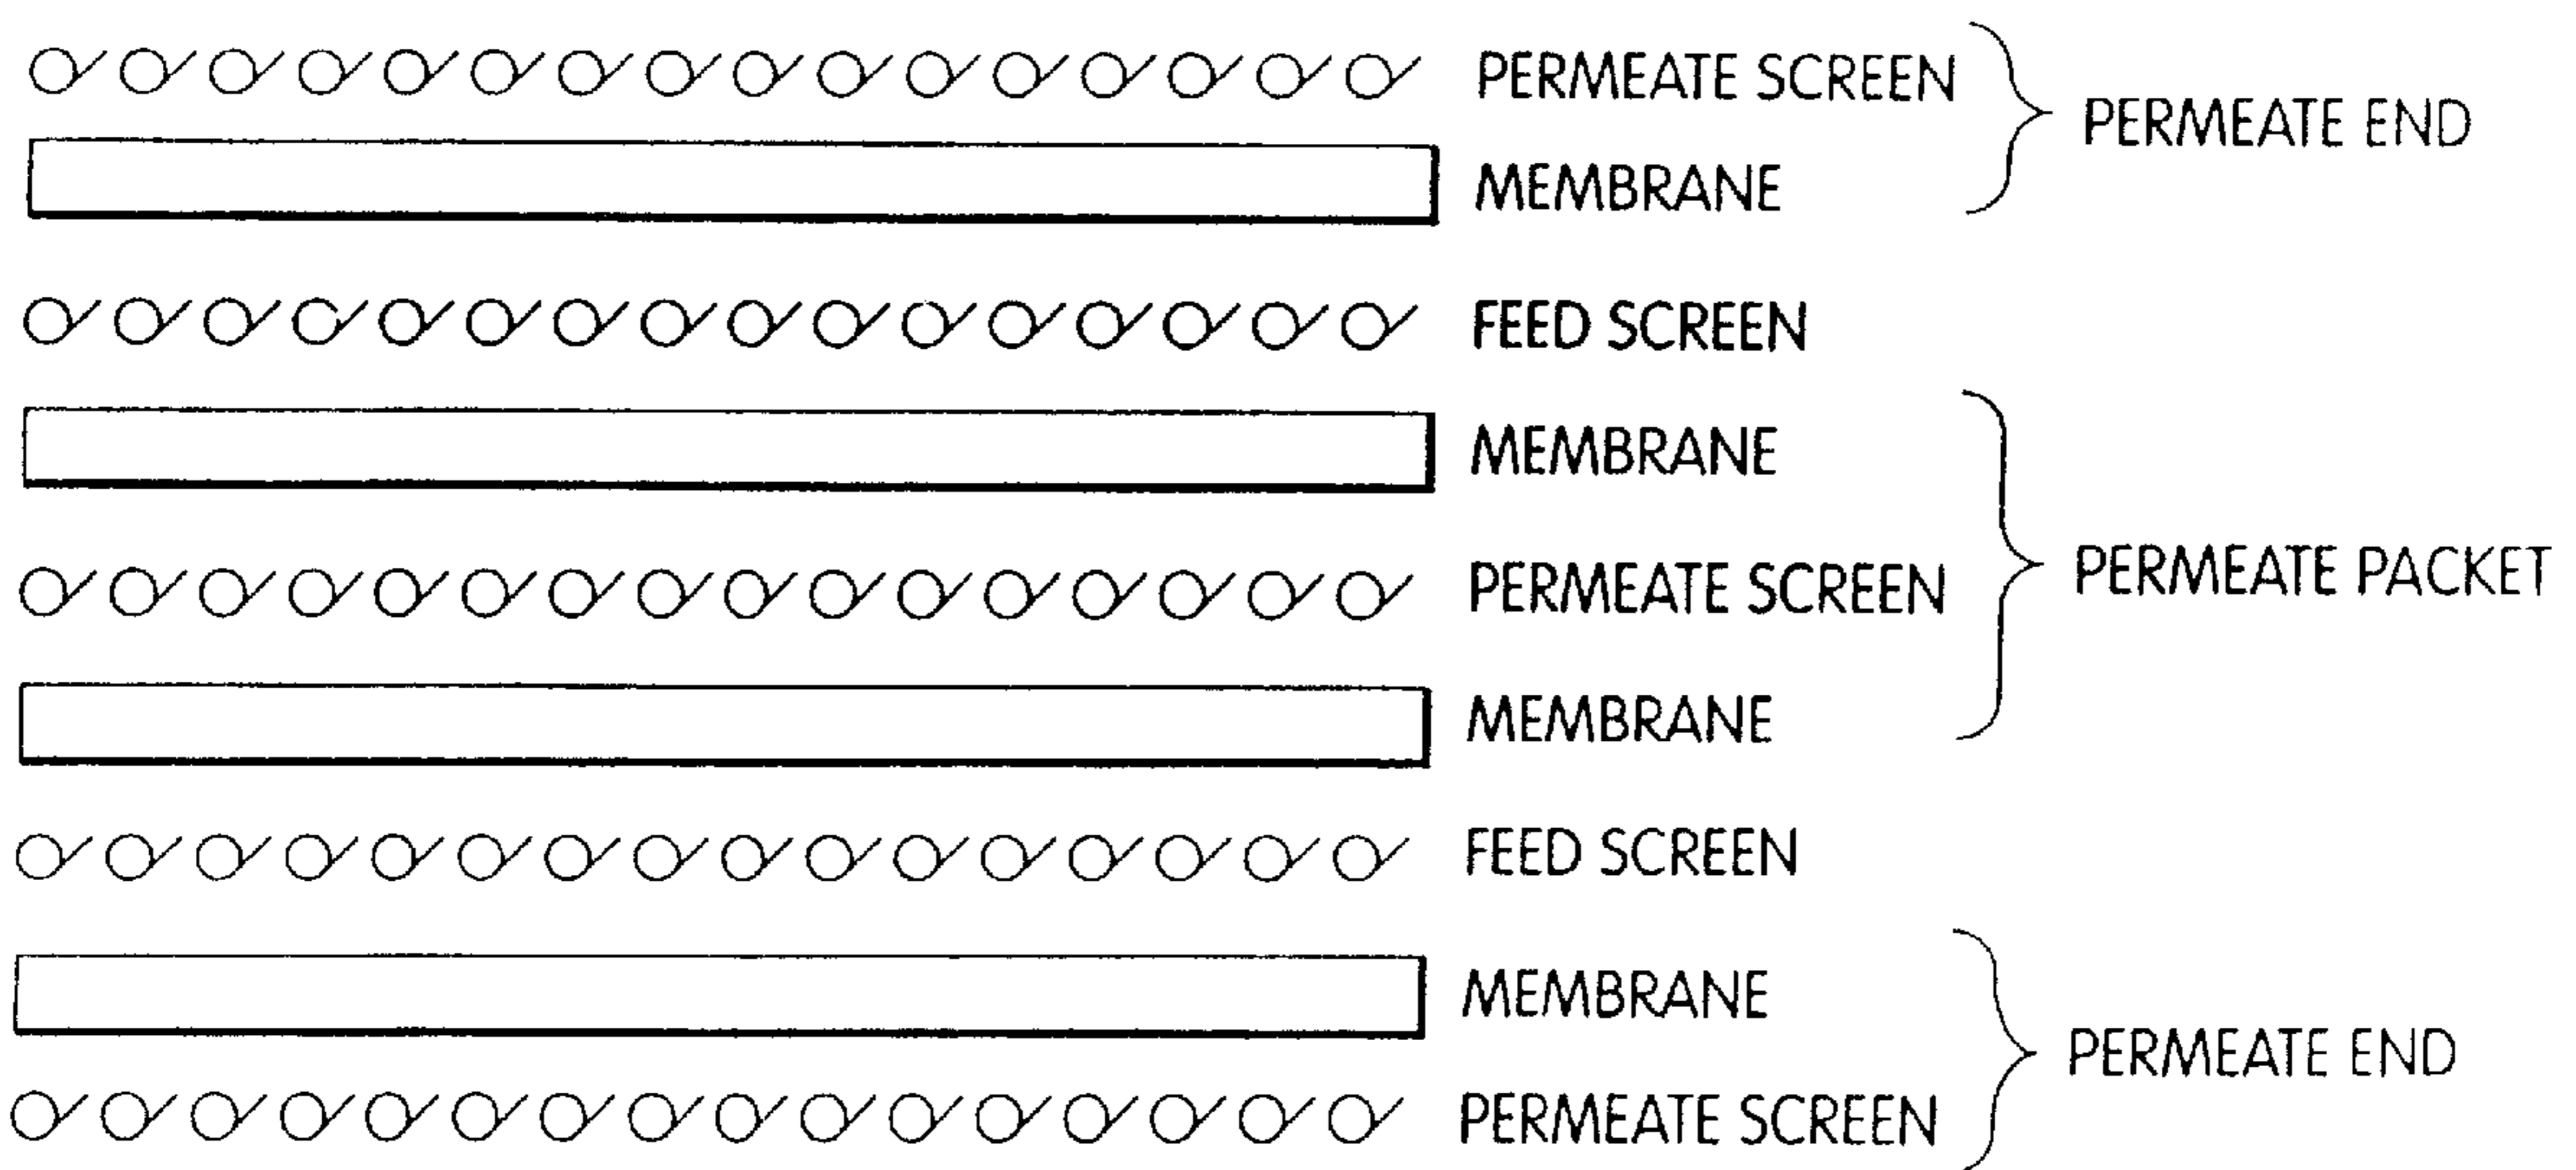 PERMEATE SCREEN
PERMEATE END
MEMBRANE
FEED SCREEN
MEMBRANE
PERMEATE SCREEN
PERMEATE PACKET
MEMBRANE
FEED SCREEN
MEMBRANE
PERMEATE END
PERMEATE SCREEN